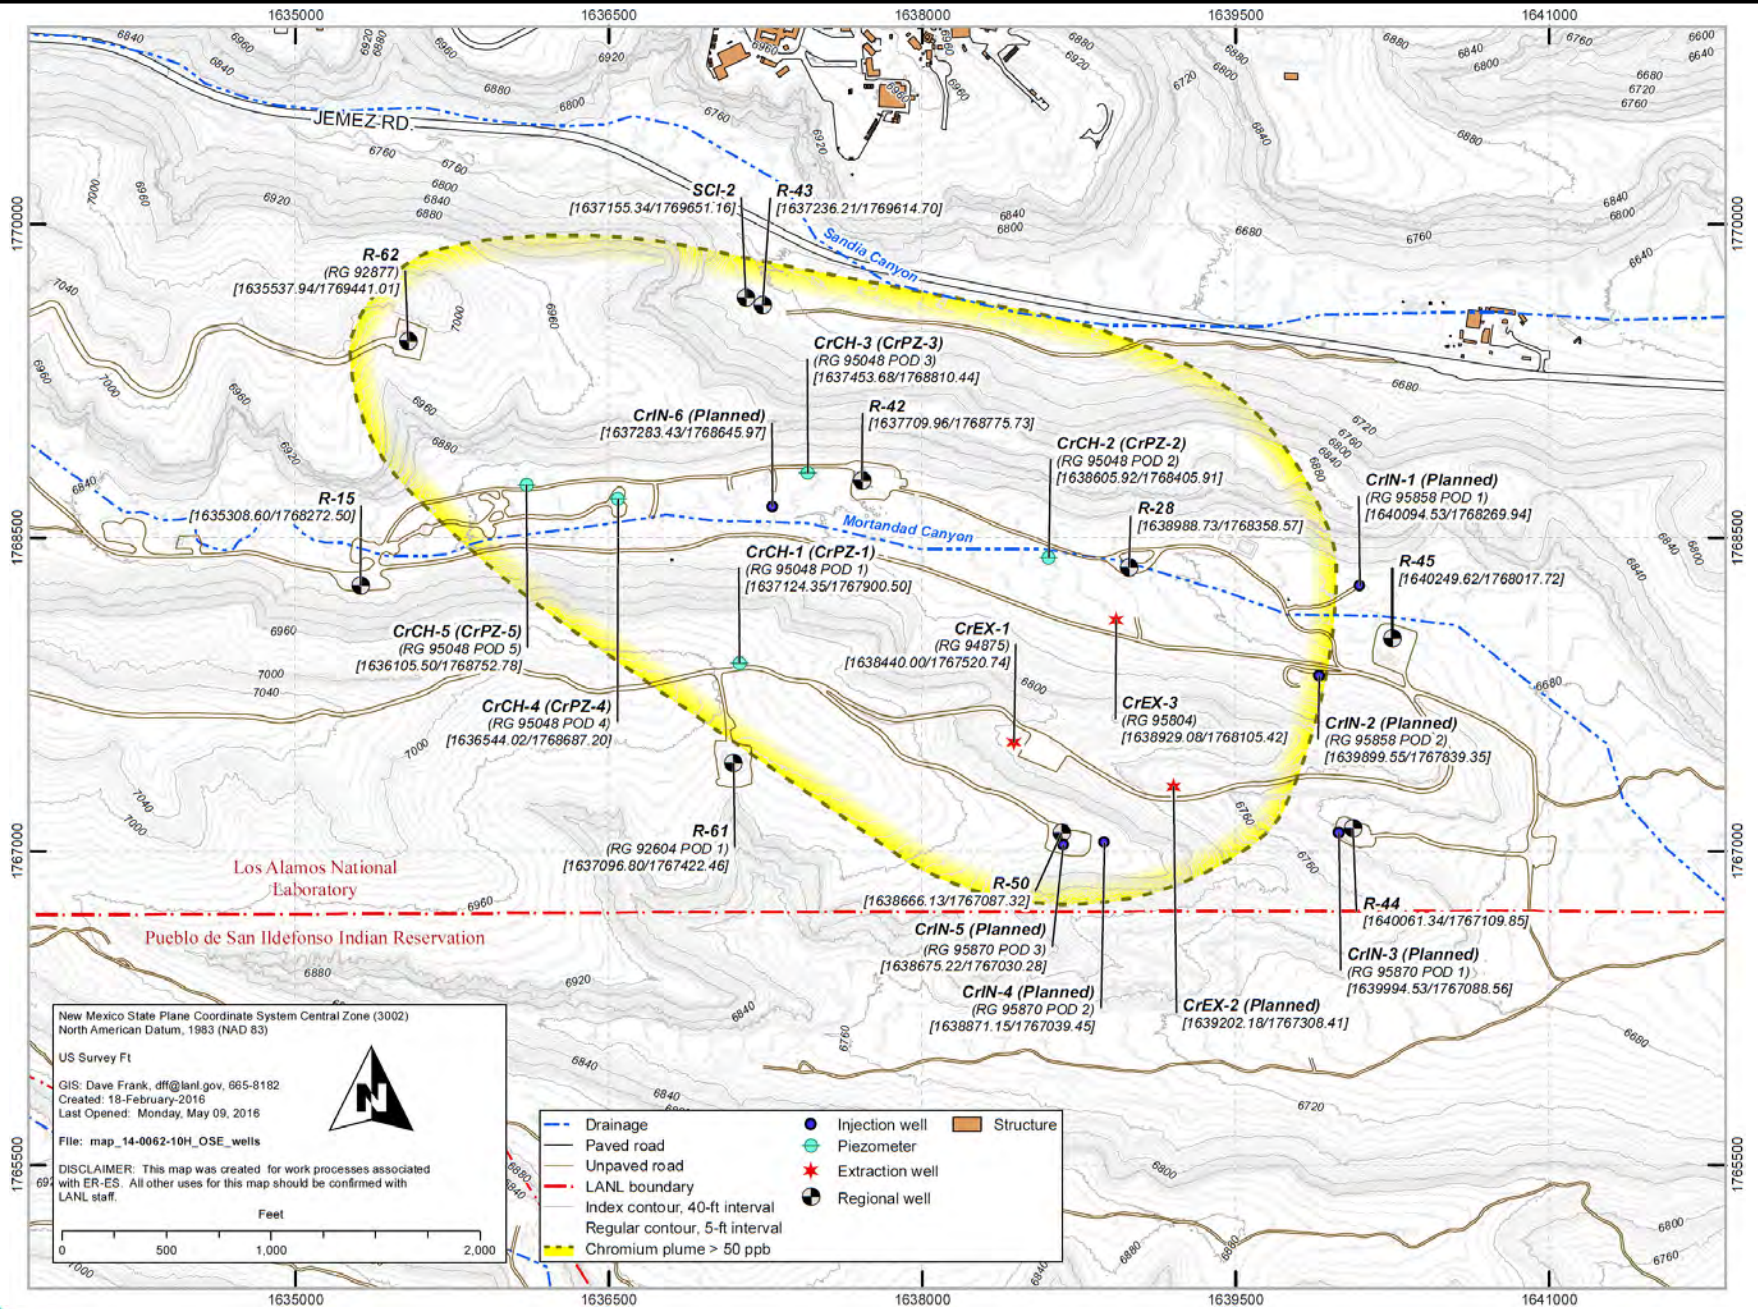 1635000 1636500 1638000 1639500 1641000
1770000
1768500
1767000
1765500
JEMEZ RD.
Sandia Canyon
SCI-2
[1637155.34/1769651.16]
R-43
[1637236.21/1769614.70]
R-62
(RG 92877)
[1635537.94/1769441.01]
CrCH-3 (CrPZ-3)
(RG 95048 POD 3)
[1637453.68/1768810.44]
CrIN-6 (Planned)
[1637283.43/1768645.97]
R-42
[1637709.96/1768775.73]
CrCH-2 (CrPZ-2)
(RG 95048 POD 2)
[1638605.92/1768405.91]
CrIN-1 (Planned)
(RG 95858 POD 1)
[1640094.53/1768269.94]
R-15
[1635308.60/1768272.50]
R-28
[1638988.73/1768358.57]
Mortandad Canyon
CrCH-1 (CrPZ-1)
(RG 95048 POD 1)
[1637124.35/1767900.50]
R-45
[1640249.62/1768017.72]
CrCH-5 (CrPZ-5)
(RG 95048 POD 5)
[1636105.50/1768752.78]
CrEX-1
(RG 94875)
[1638440.00/1767520.74]
CrCH-4 (CrPZ-4)
(RG 95048 POD 4)
[1636544.02/1768687.20]
CrEX-3
(RG 95804)
[1638929.08/1768105.42]
CrIN-2 (Planned)
(RG 95858 POD 2)
[1639899.55/1767839.35]
R-61
(RG 92604 POD 1)
[1637096.80/1767422.46]
R-50
[1638666.13/1767087.32]
R-44
[1640061.34/1767109.85]
CrIN-5 (Planned)
(RG 95870 POD 3)
[1638675.22/1767030.28]
CrIN-3 (Planned)
(RG 95870 POD 1)
[1639994.53/1767088.56]
CrIN-4 (Planned)
(RG 95870 POD 2)
[1638871.15/1767039.45]
CrEX-2 (Planned)
[1639202.18/1767308.41]
Los Alamos National
Laboratory
Pueblo de San Ildefonso Indian Reservation
New Mexico State Plane Coordinate System Central Zone (3002)
North American Datum, 1983 (NAD 83)
US Survey Ft
GIS: Dave Frank, dff@lanl.gov, 665-8182
Created: 18-February-2016
Last Opened: Monday, May 09, 2016
File: map_14-0062-10H_OSE_wells
DISCLAIMER: This map was created for work processes associated
with ER-ES. All other uses for this map should be confirmed with
LANL staff.
N
Feet
0 500 1,000 2,000
Drainage
Paved road
Unpaved road
LANL boundary
Index contour, 40-ft interval
Regular contour, 5-ft interval
Chromium plume > 50 ppb
Injection well
Piezometer
Extraction well
Regional well
Structure
1635000 1636500 1638000 1639500 1641000